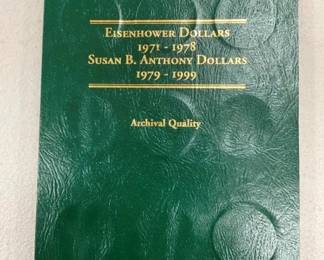 Eisenhower Dollars
1971 - 1978
Susan B. Anthony Dollars
1979 - 1999
Archival Quality